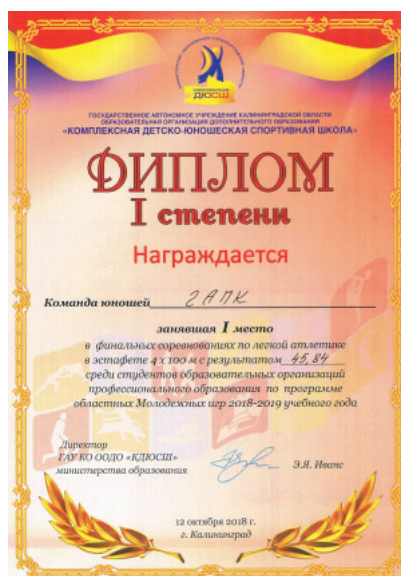 ДЮСШ
ГОСУДАРСТВЕННОЕ АВТОНОМНОЕ УЧРЕЖДЕНИЕ КАЛИНИНГРАДСКОЙ ОБЛАСТИ
ОБРАЗОВАТЕЛЬНАЯ ОРГАНИЗАЦИЯ ДОПОЛНИТЕЛЬНОГО ОБРАЗОВАНИЯ
«КОМПЛЕКСНАЯ ДЕТСКО-ЮНОШЕСКАЯ СПОРТИВНАЯ ШКОЛА»
ДИПЛОМ
I степени
Награждается
Команда юношей ГАПК
занявшая I место
в финальных соревнованиях по легкой атлетике
в эстафете 4 х 100 м с результатом 45,84
среди студентов образовательных организаций
профессионального образования по программе
областных Молодежных игр 2018-2019 учебного года
Директор
ГАУ КО ООДО «КДЮСШ»
министерства образования
Э.Я. Иванс
12 октября 2018 г.
г. Калининград